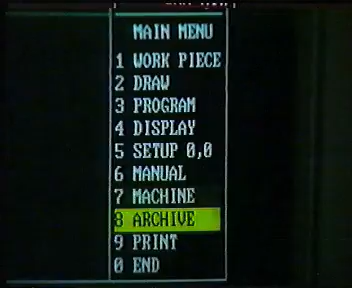 MAIN MENU
1 WORK PIECE
2 DRAW
3 PROGRAM
4 DISPLAY
5 SETUP 0,0
6 MANUAL
7 MACHINE
8 ARCHIVE
9 PRINT
0 END